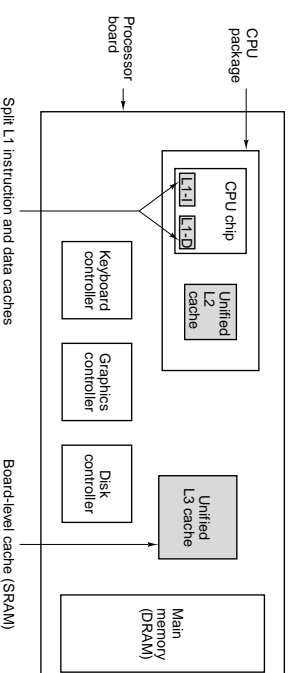 CPU
package
Processor
board
CPU chip
L1-I
L1-D
Unified
L2
cache
Unified
L3 cache
Main
memory
(DRAM)
Keyboard
controller
Graphics
controller
Disk
controller
Split L1 instruction and data caches
Board-level cache (SRAM)